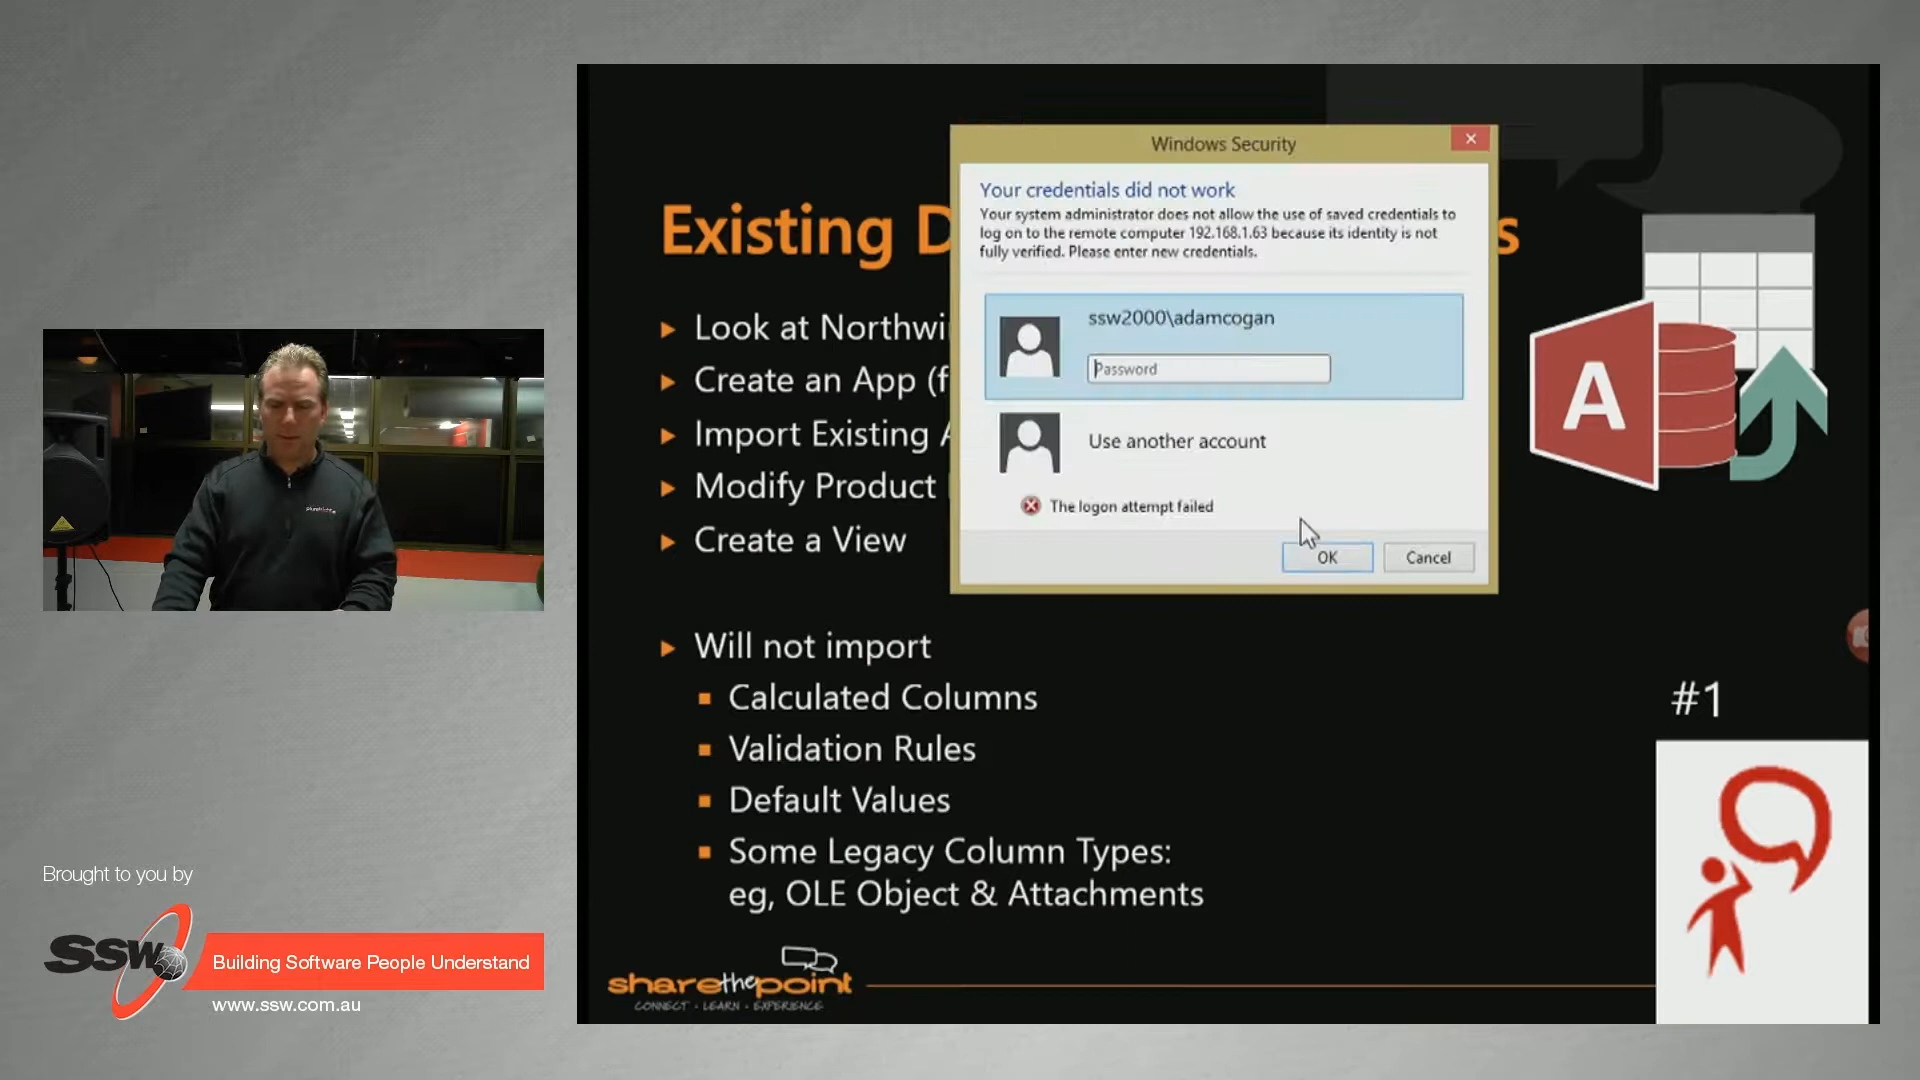 Windows Security
Your credentials did not work
Your system administrator does not allow the use of saved credentials to
log on to the remote computer 192.168.1.63 because its identity is not
fully verified. Please enter new credentials.
ssw2000\adamcogan
Password
Use another account
The logon attempt failed
OK
Cancel
Existing
Look at
Create an App
Import Existing
Modify Product
Create a View
Will not import
Calculated Columns
Validation Rules
Default Values
Some Legacy Column Types:
eg, OLE Object & Attachments
A
#1
sharethepoint
CONNECT - LEARN - EXPERIENCE
Brought to you by
SSW
Building Software People Understand
www.ssw.com.au